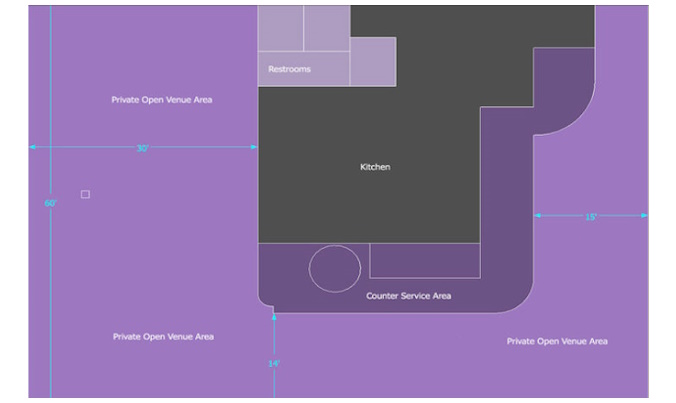 Restrooms
Private Open Venue Area
30'
Kitchen
60'
15'
Counter Service Area
Private Open Venue Area
Private Open Venue Area
14'